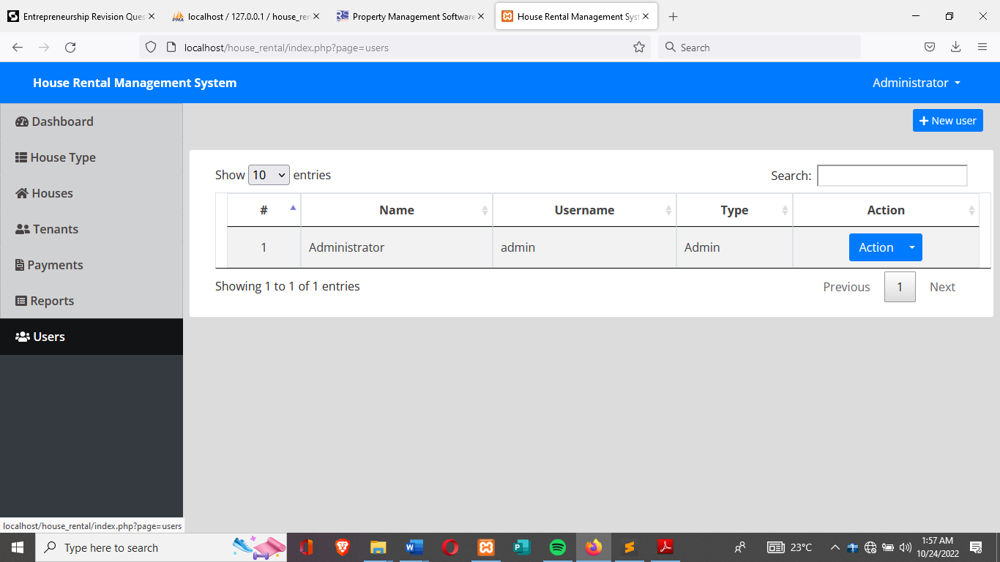 Entrepreneurship Revision Ques
localhost / 127.0.0.1 / house_ren
Property Management Software
House Rental Management Syst
localhost/house_rental/index.php?page=users
Search
House Rental Management System
Administrator
Dashboard
House Type
Houses
Tenants
Payments
Reports
Users
New user
Show 10 entries
Search:
# Name Username Type Action
1 Administrator admin Admin Action
Showing 1 to 1 of 1 entries
Previous 1 Next
localhost/house_rental/index.php?page=users
Type here to search
23°C
1:57 AM
10/24/2022